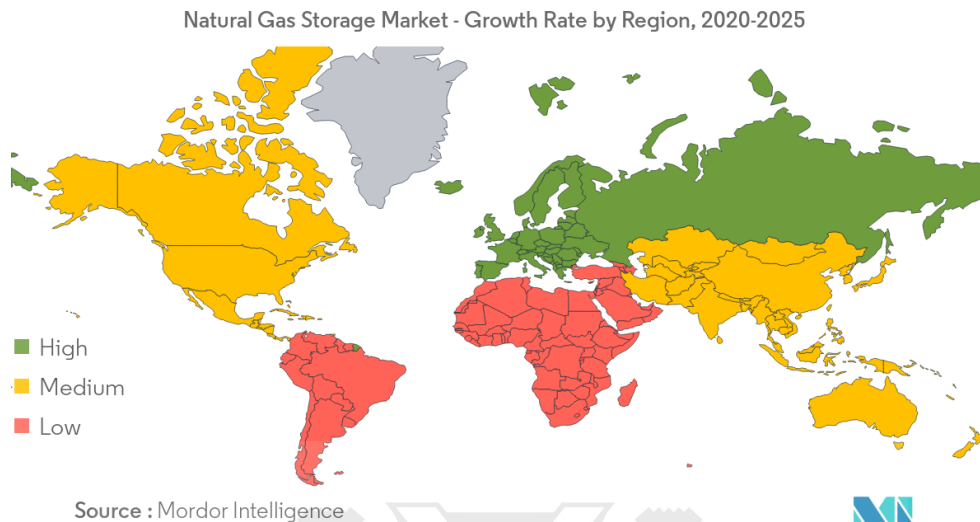 Natural Gas Storage Market - Growth Rate by Region, 2020-2025
High
Medium
Low
Source : Mordor Intelligence